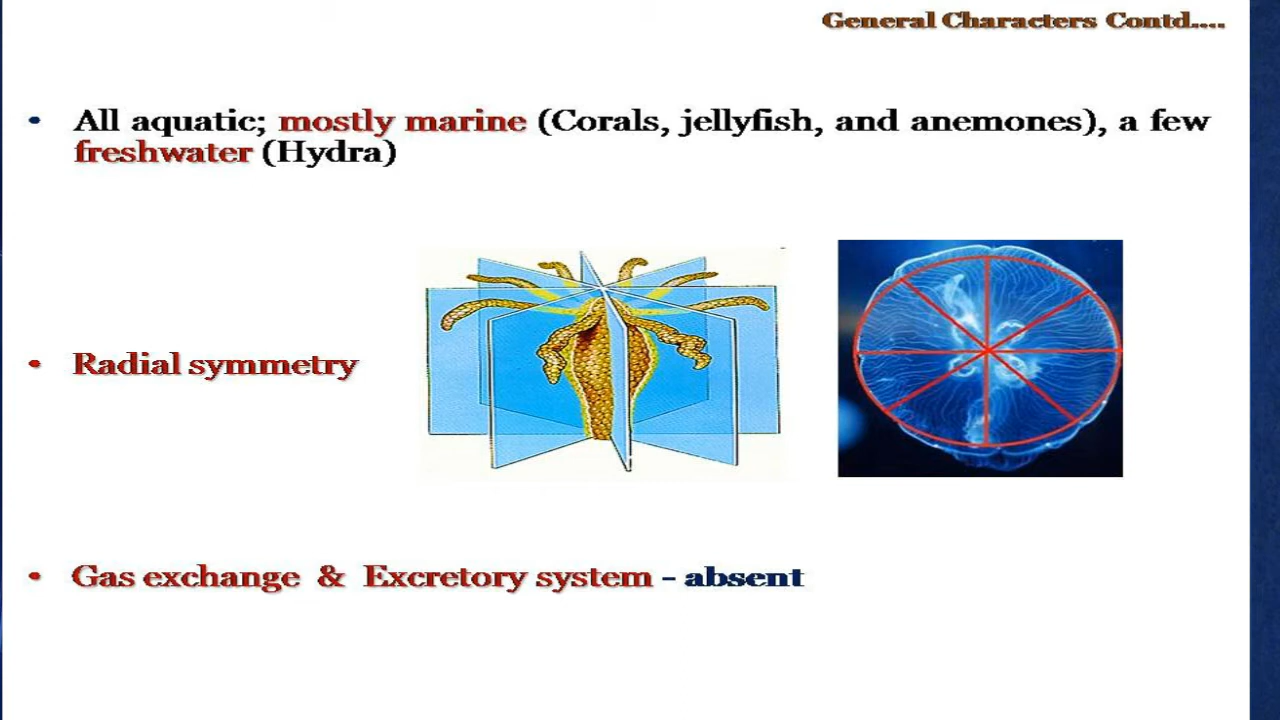 General Characters Contd....
• All aquatic; mostly marine (Corals, jellyfish, and anemones), a few
freshwater (Hydra)
• Radial symmetry
• Gas exchange & Excretory system - absent